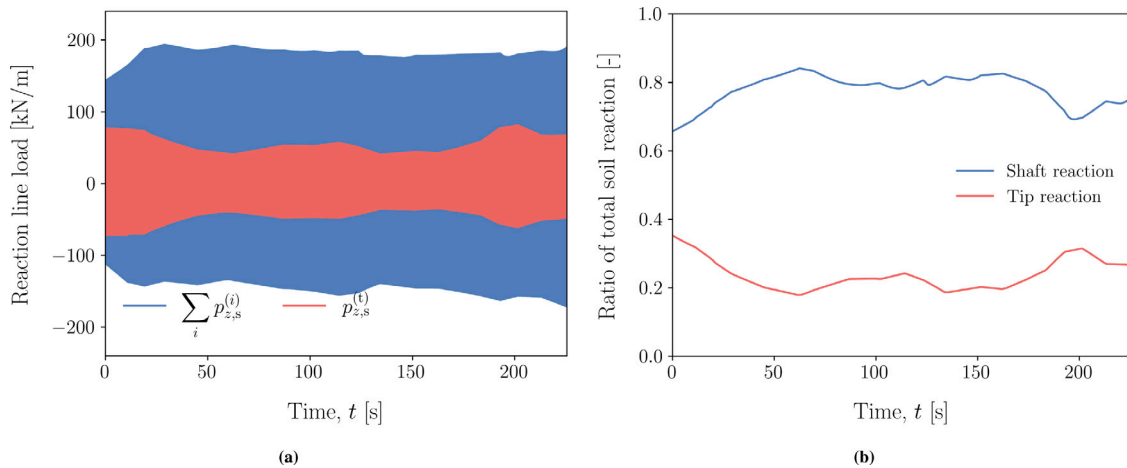 Reaction line load [kN/m]
200
100
0
−100
−200
∑ᵢ p_{z,s}^{(i)}
p_{z,s}^{(t)}
0
50
100
150
200
Time, t [s]
(a)
Ratio of total soil reaction [-]
1.0
0.8
0.6
0.4
0.2
0.0
Shaft reaction
Tip reaction
0
50
100
150
200
Time, t [s]
(b)